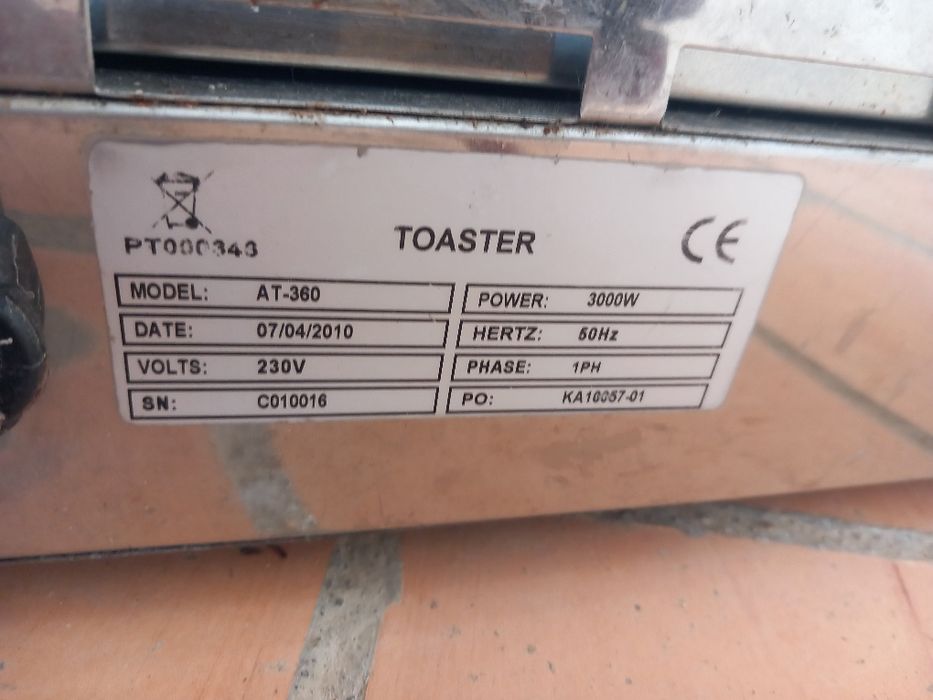 PT000343
TOASTER
CE
MODEL: AT-360
POWER: 3000W
DATE: 07/04/2010
HERTZ: 50Hz
VOLTS: 230V
PHASE: 1PH
SN: C010016
PO: KA10057-01